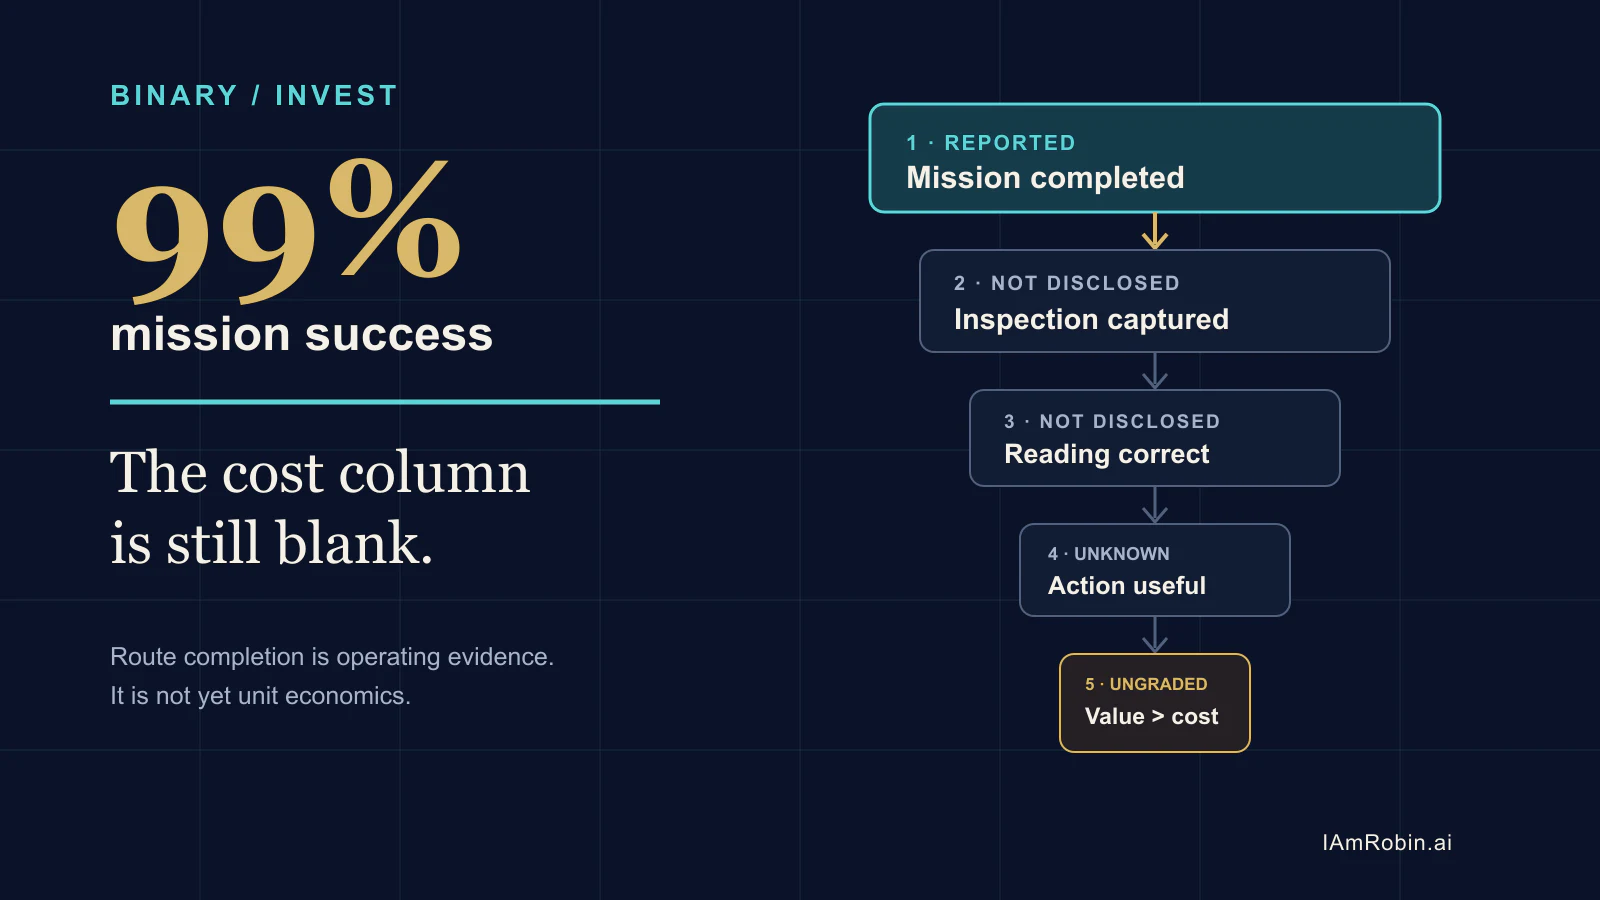 BINARY / INVEST
99%
mission success
The cost column
is still blank.
Route completion is operating evidence.
It is not yet unit economics.
1 · REPORTED
Mission completed
2 · NOT DISCLOSED
Inspection captured
3 · NOT DISCLOSED
Reading correct
4 · UNKNOWN
Action useful
5 · UNGRADED
Value > cost
IAmRobin.ai